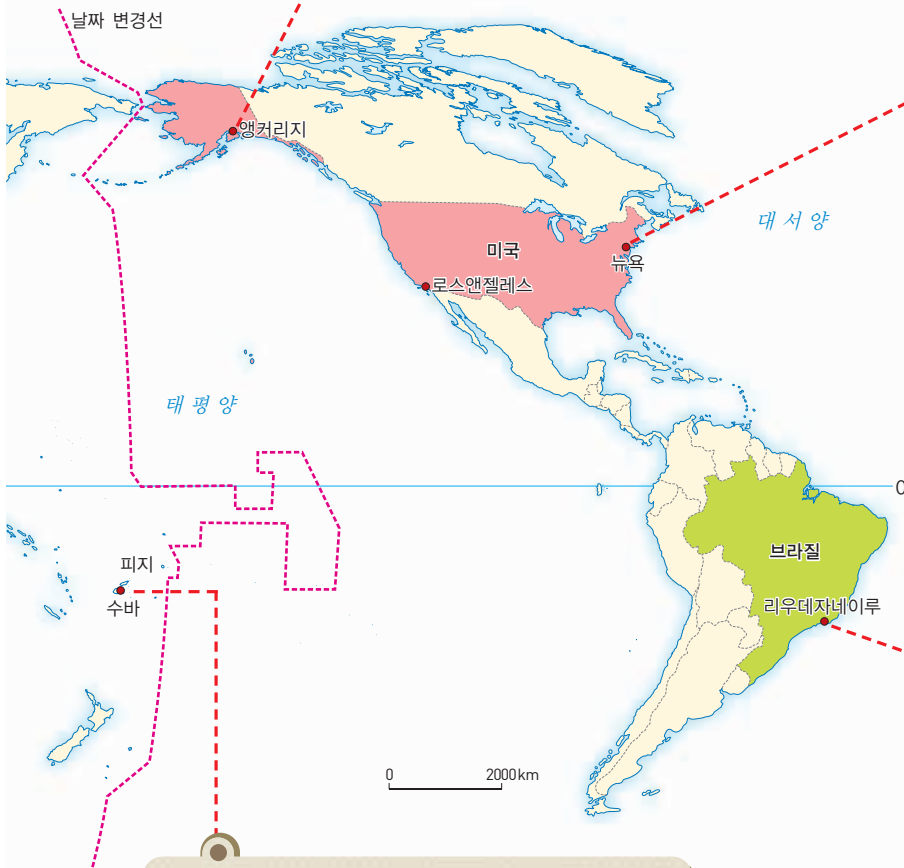 날짜 변경선
앵커리지
대서양
미국
뉴욕
로스앤젤레스
태평양
0
피지
수바
브라질
리우데자네이루
0 2000km